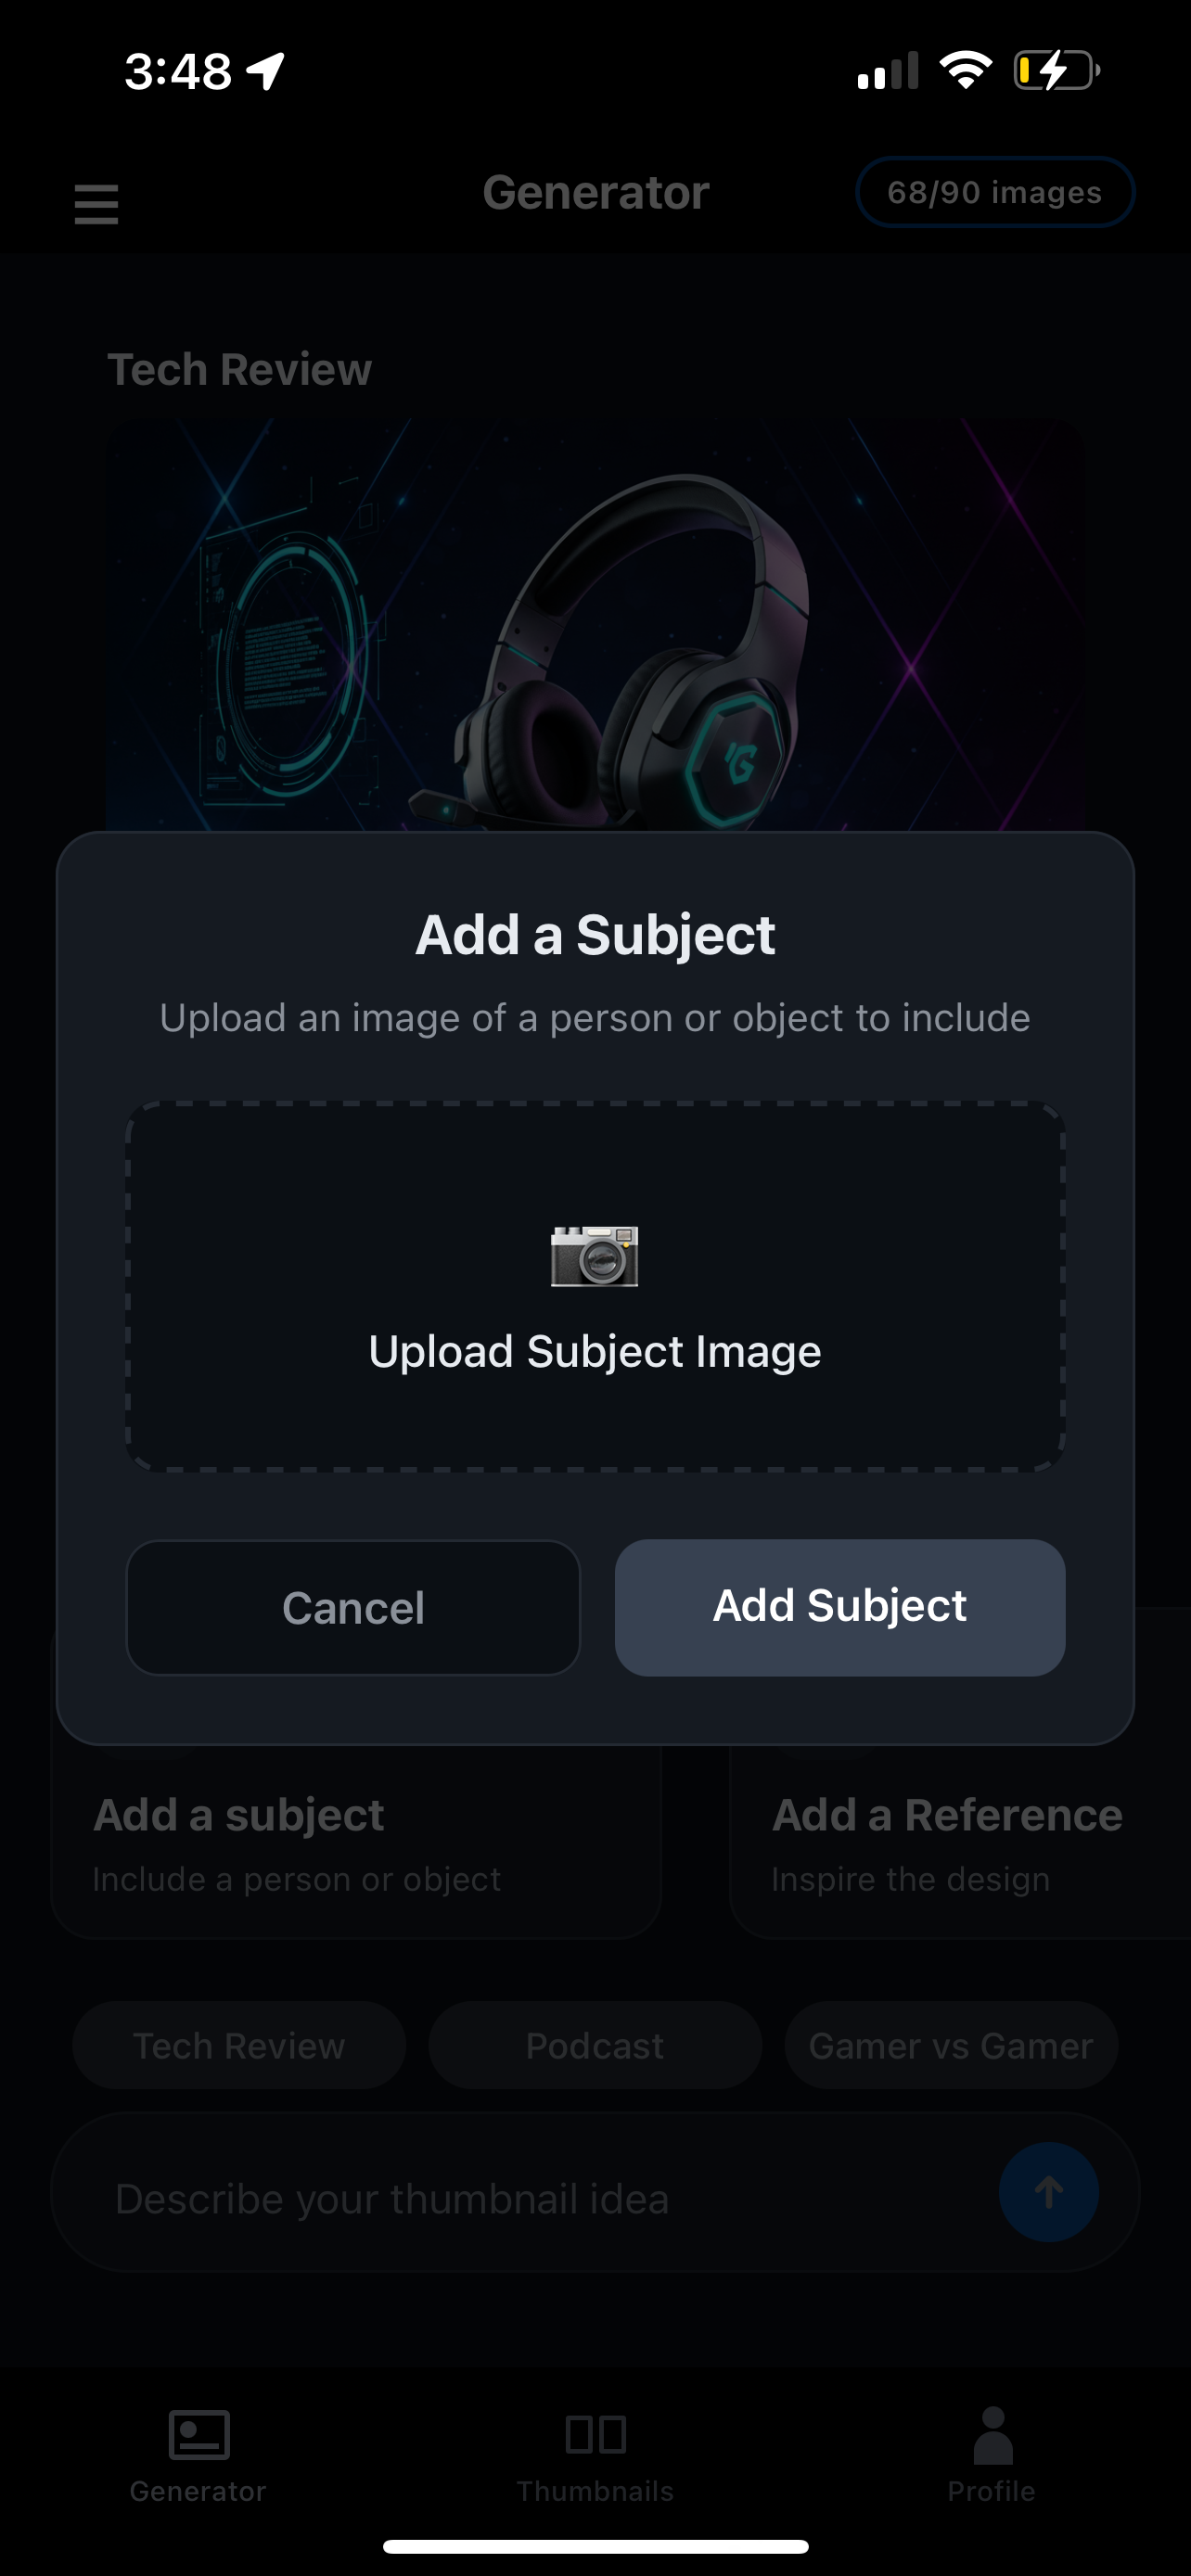 3:48
Generator
68/90 images
Tech Review
Add a Subject
Upload an image of a person or object to include
Upload Subject Image
Cancel
Add Subject
Add a subject
Add a Reference
Include a person or object
Inspire the design
Tech Review
Podcast
Gamer vs Gamer
Describe your thumbnail idea
Generator
Thumbnails
Profile